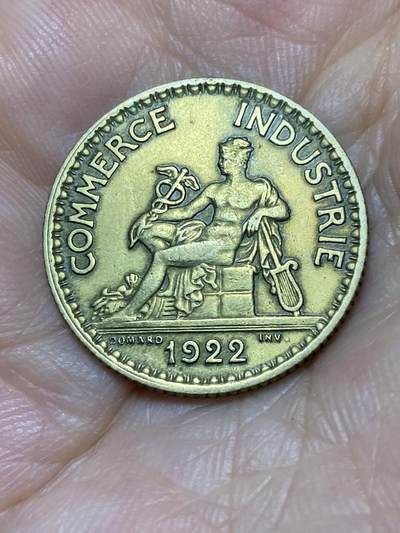 COMMERCE INDUSTRIE
DOMARD INV.
1922